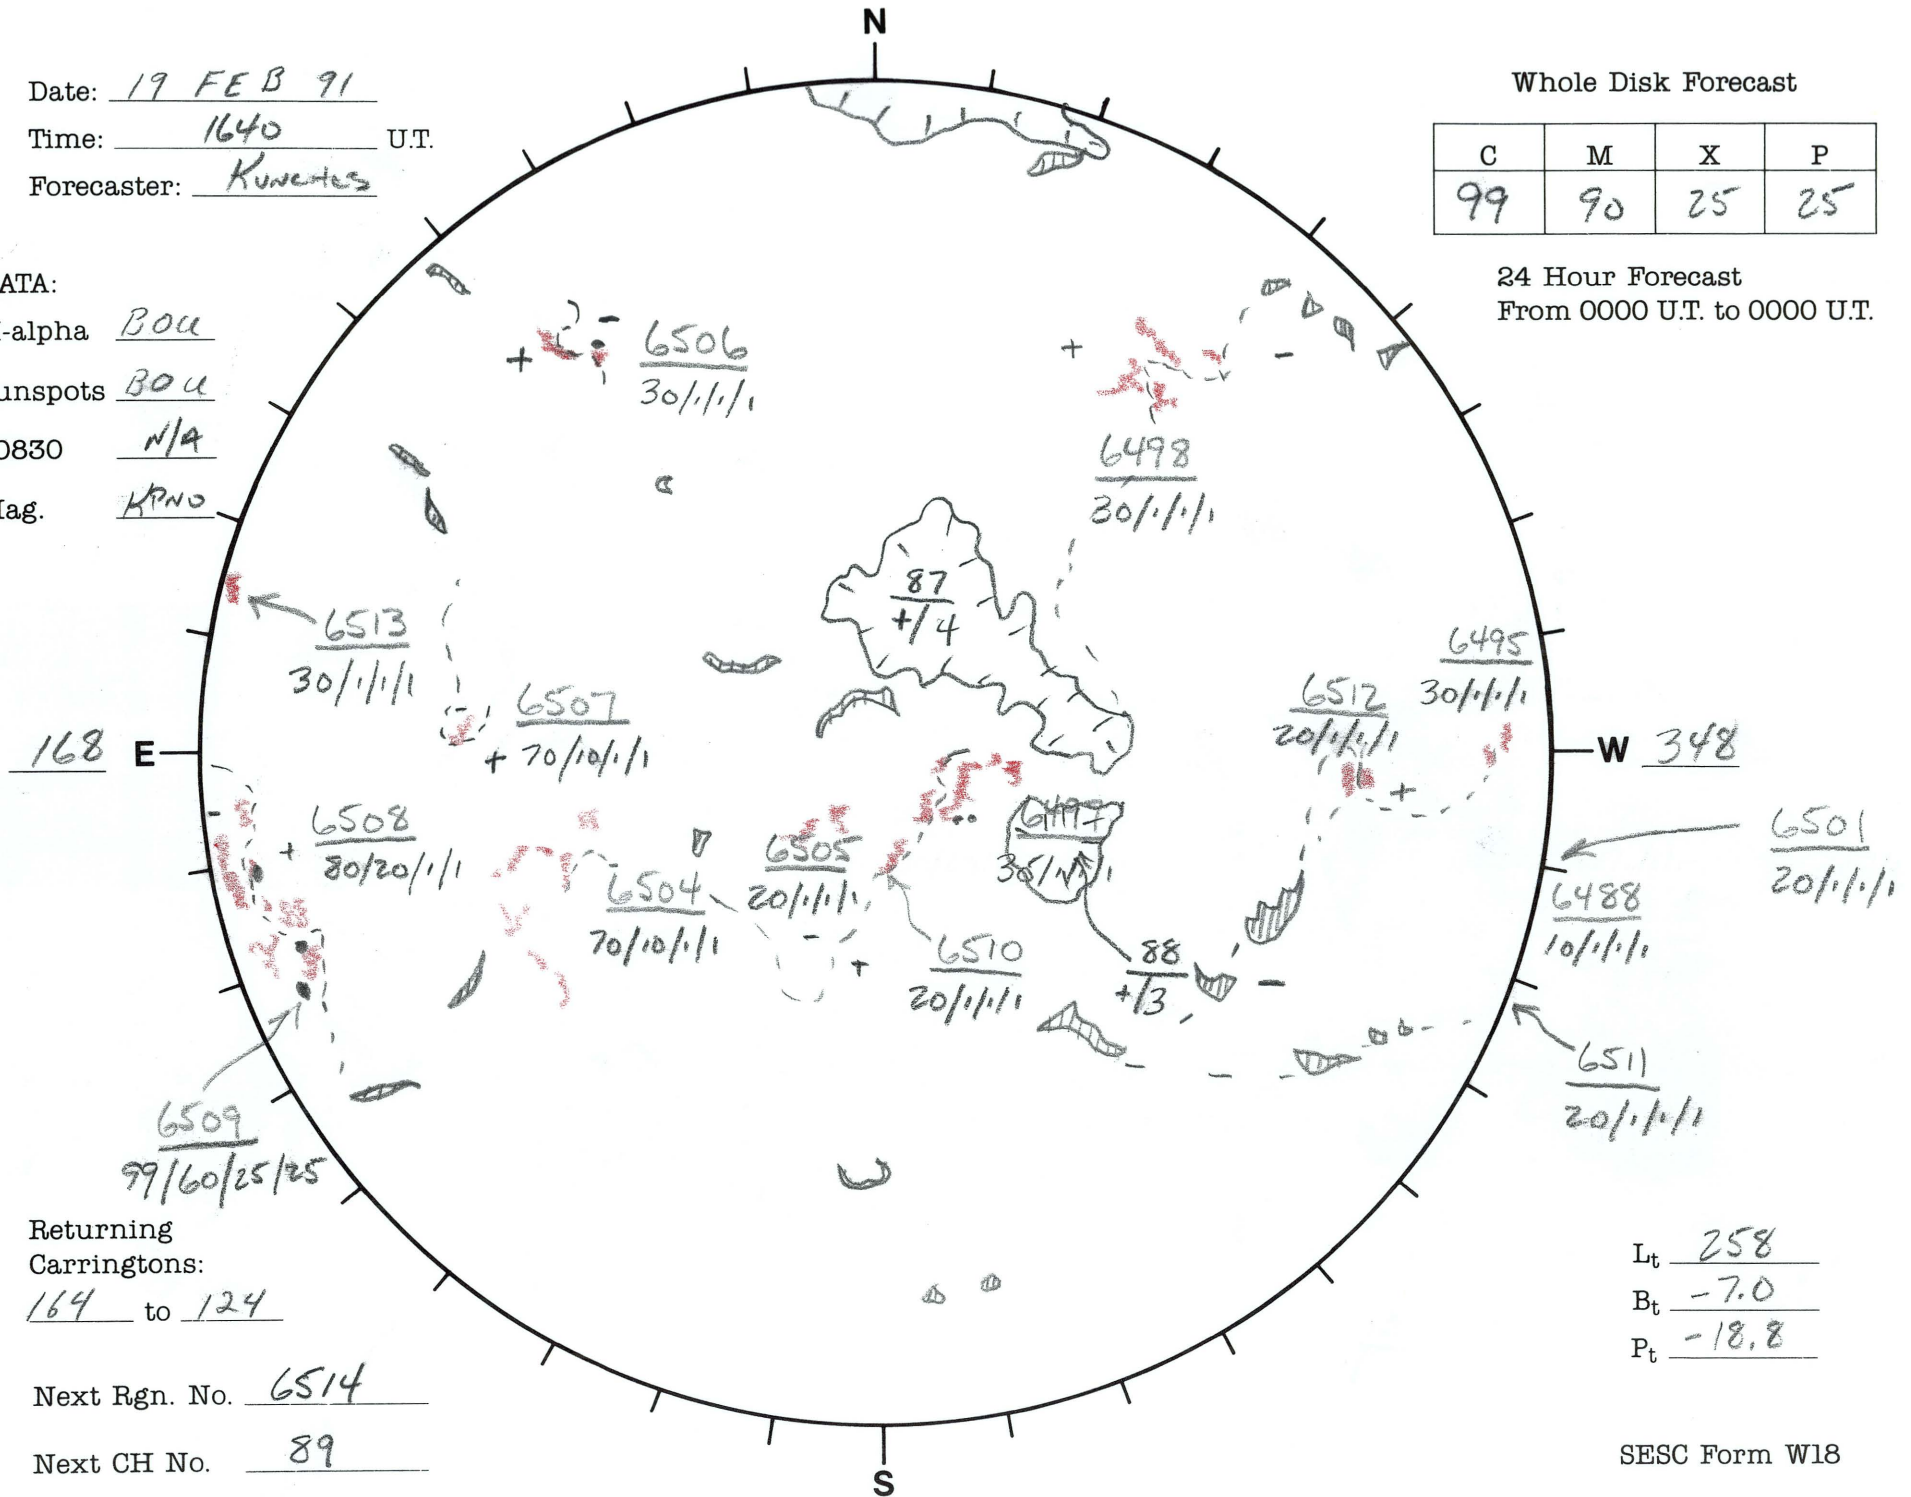 N
Date: 19 FEB 91
Time: 1640 U.T.
Forecaster: Kunches
Whole Disk Forecast
C M X P
99 90 25 25
24 Hour Forecast
From 0000 U.T. to 0000 U.T.
ATA:
-alpha BOU
unspots BOU
0830 N/A
ag. KPNO
6506
30/1/1/1
+ -
+ -
6498
30/1/1/1
87
+/4
6513
30/1/1/1
6507
+ 70/10/1/1
6495
30/1/1/1
6512
20/1/1/1
+
168 E
W 348
- + 6508
80/20/1/1
6504
70/10/1/1
6505
20/1/1/1
6497
30/1/1/1
6501
20/1/1/1
6488
10/1/1/1
- +
6510
20/1/1/1
88
+/3
-
6511
20/1/1/1
6509
99/60/25/25
Returning
Carringtons:
164 to 124
Next Rgn. No. 6514
Next CH No. 89
Lt 258
Bt -7.0
Pt -18.8
SESC Form W18
S